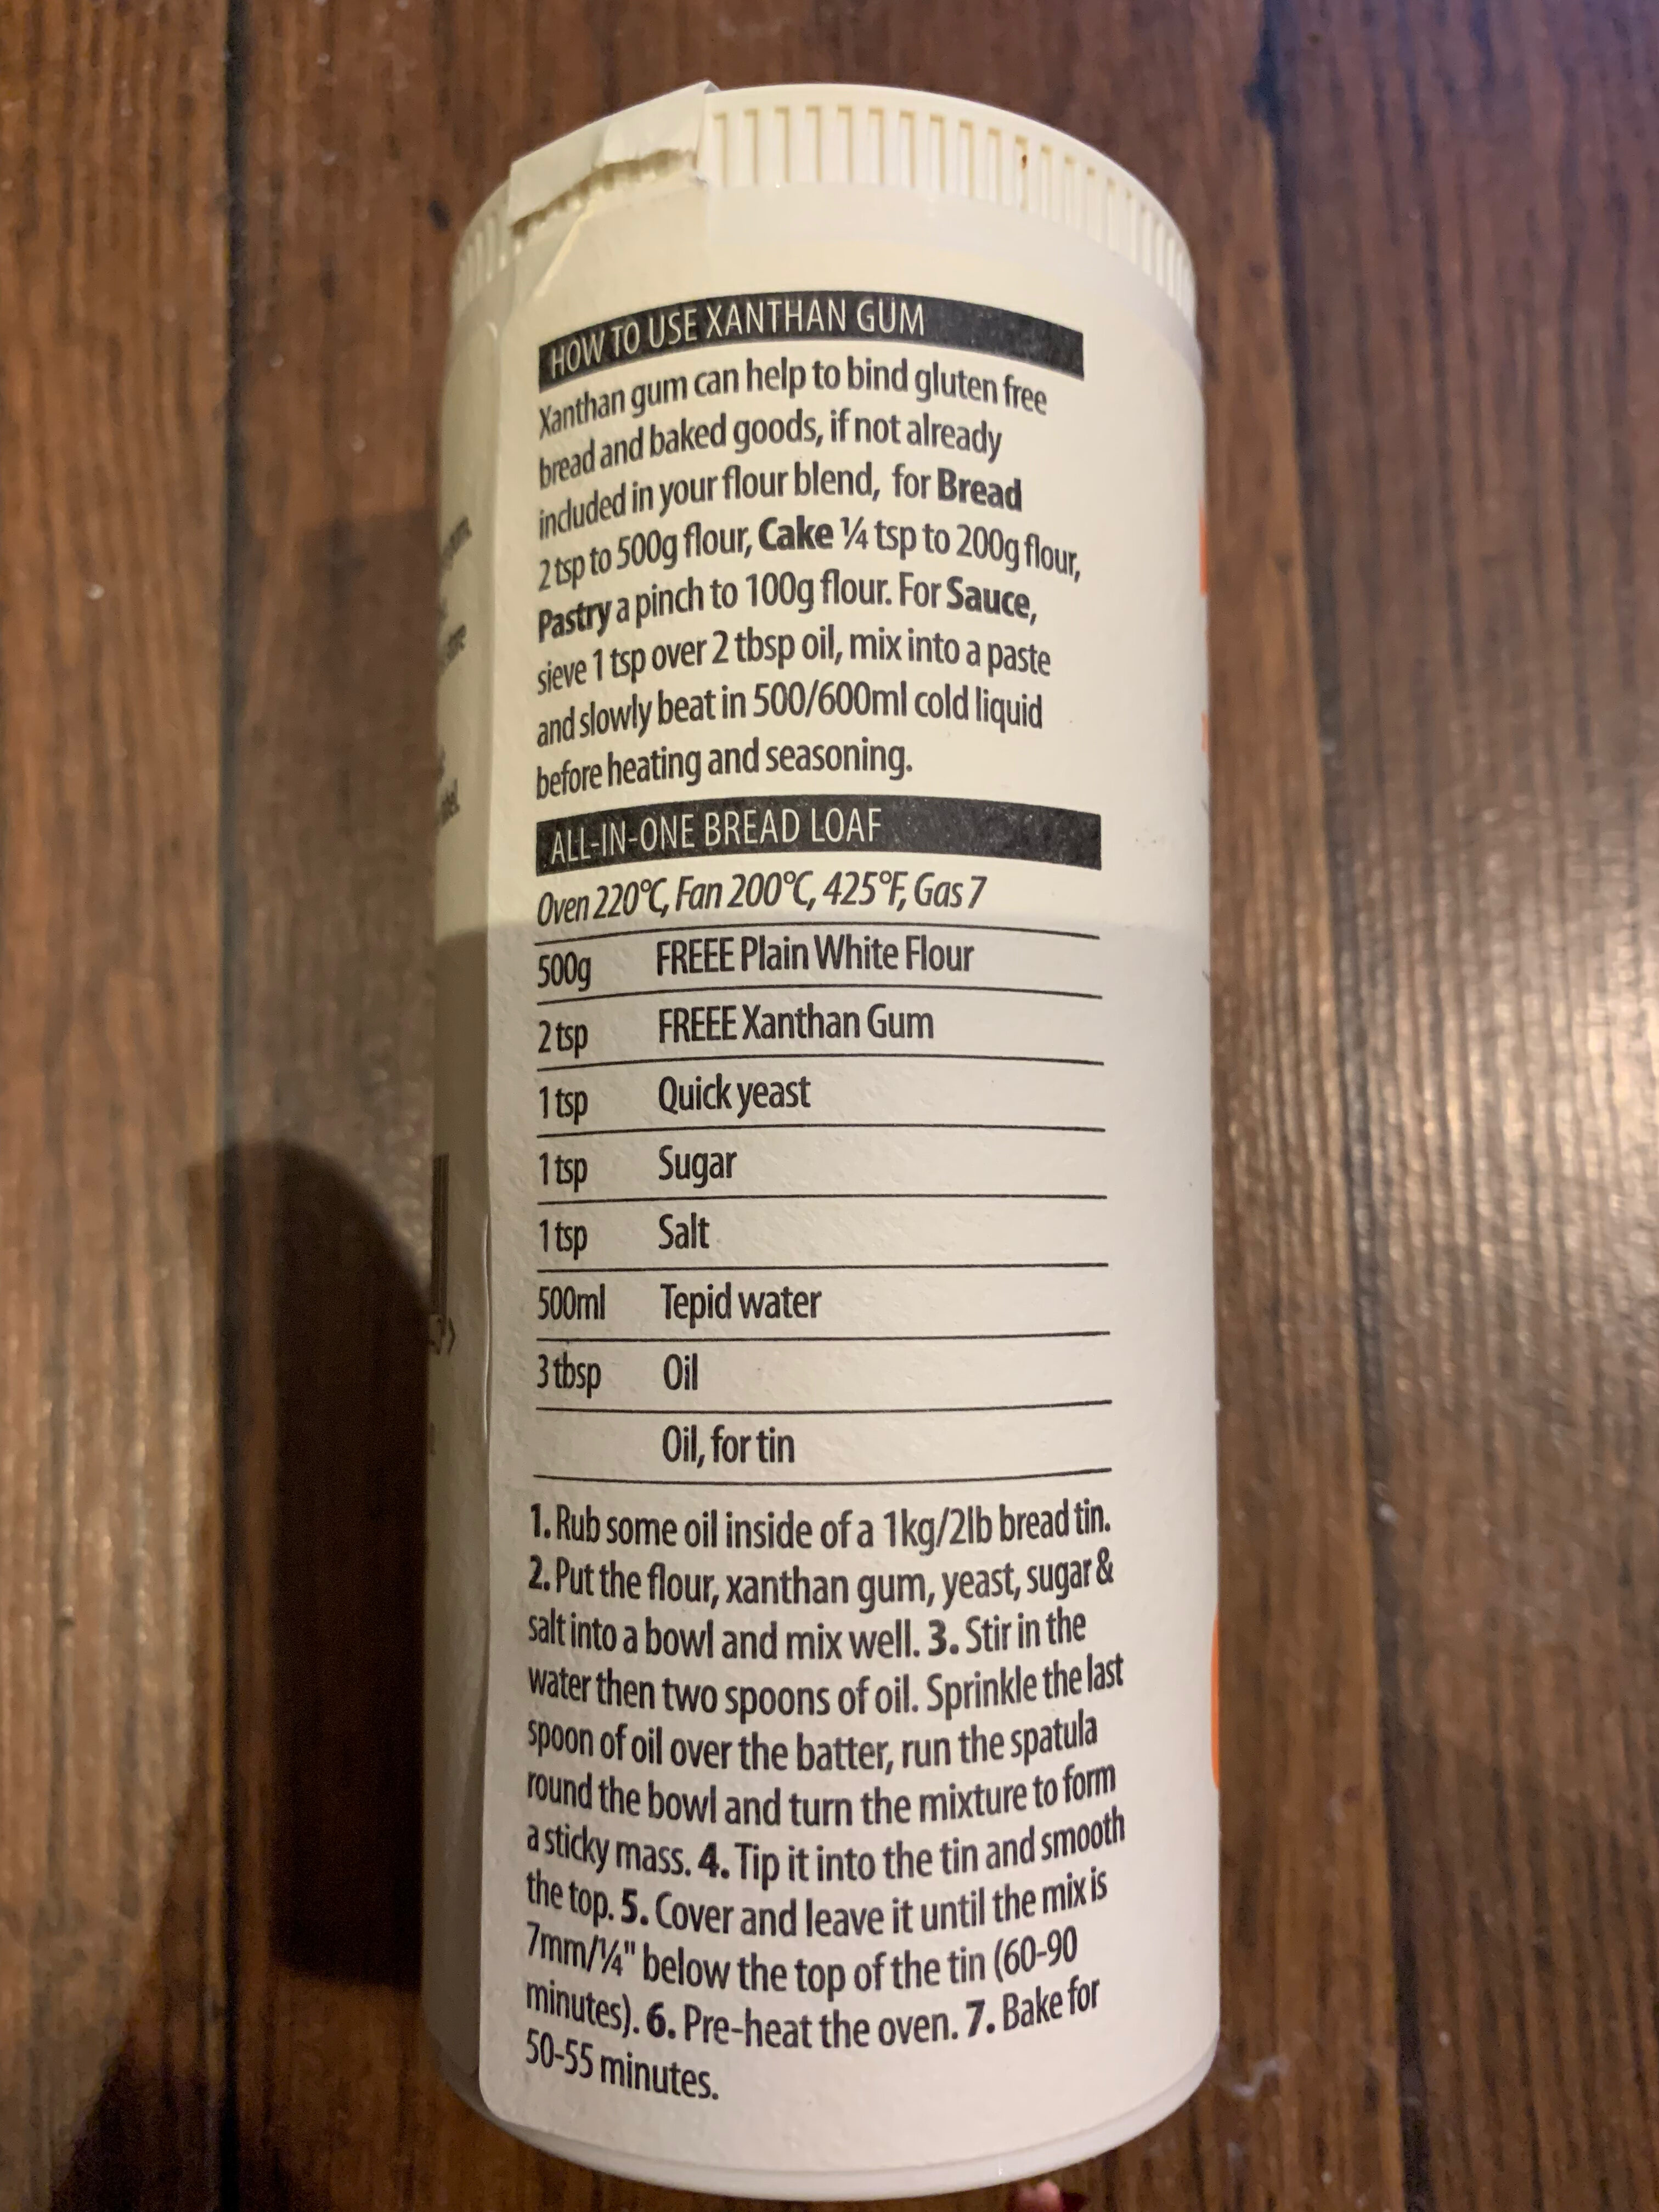 HOW TO USE XANTHAN GUM
Xanthan gum can help to bind gluten free
bread and baked goods, if not already
included in your flour blend, for Bread
2 tsp to 500g flour, Cake ¼ tsp to 200g flour,
Pastry a pinch to 100g flour. For Sauce,
sieve 1 tsp over 2 tbsp oil, mix into a paste
and slowly beat in 500/600ml cold liquid
before heating and seasoning.
ALL-IN-ONE BREAD LOAF
Oven 220°C, Fan 200°C, 425°F, Gas 7
500g FREEE Plain White Flour
2 tsp FREEE Xanthan Gum
1 tsp Quick yeast
1 tsp Sugar
1 tsp Salt
500ml Tepid water
3 tbsp Oil
Oil, for tin
1. Rub some oil inside of a 1kg/2lb bread tin.
2. Put the flour, xanthan gum, yeast, sugar &
salt into a bowl and mix well. 3. Stir in the
water then two spoons of oil. Sprinkle the last
spoon of oil over the batter, run the spatula
round the bowl and turn the mixture to form
a sticky mass. 4. Tip it into the tin and smooth
the top. 5. Cover and leave it until the mix is
7mm/¼" below the top of the tin (60-90
minutes). 6. Pre-heat the oven. 7. Bake for
50-55 minutes.